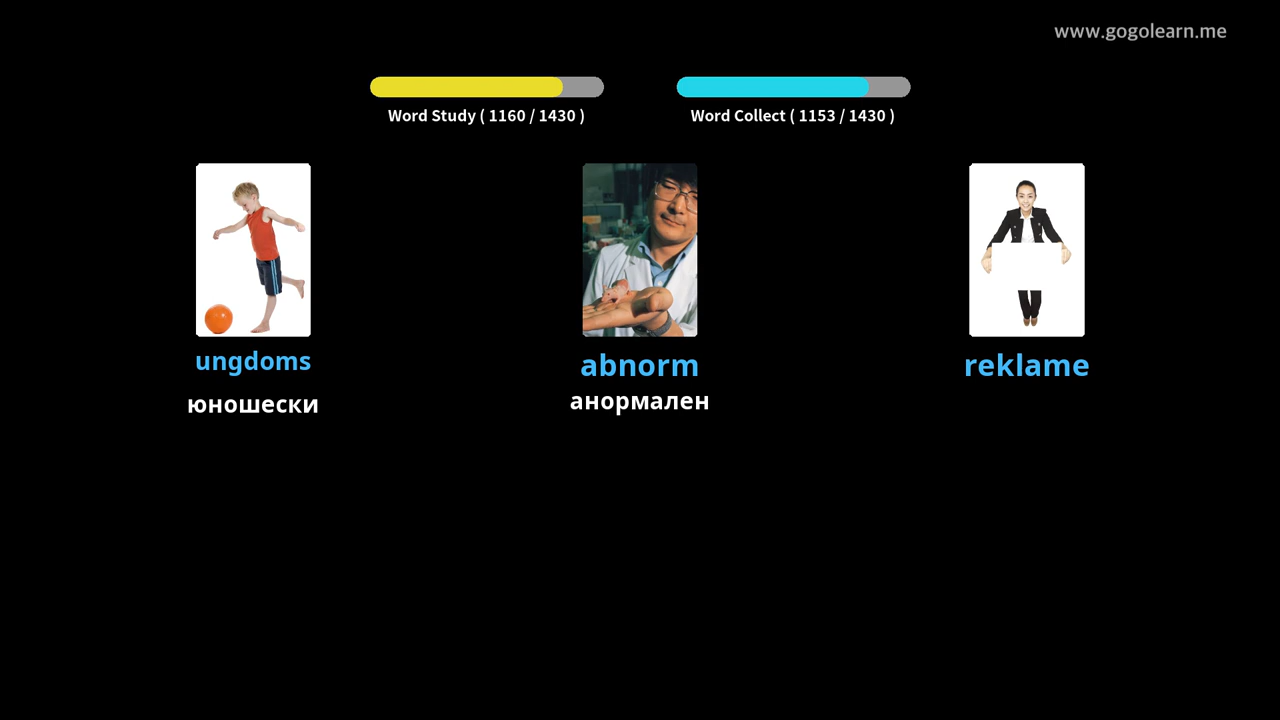 www.gogolearn.me
Word Study ( 1160 / 1430 )
Word Collect ( 1153 / 1430 )
ungdoms
abnorm
reklame
юношески
анормален